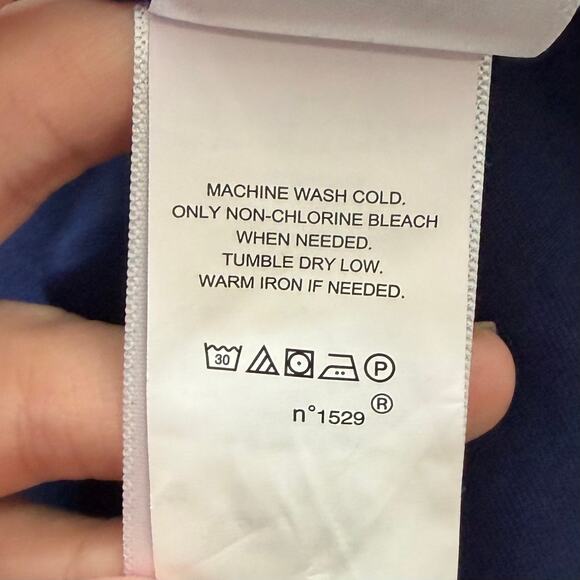 MACHINE WASH COLD.
ONLY NON-CHLORINE BLEACH
WHEN NEEDED.
TUMBLE DRY LOW.
WARM IRON IF NEEDED.
30 P
n°1529 ®